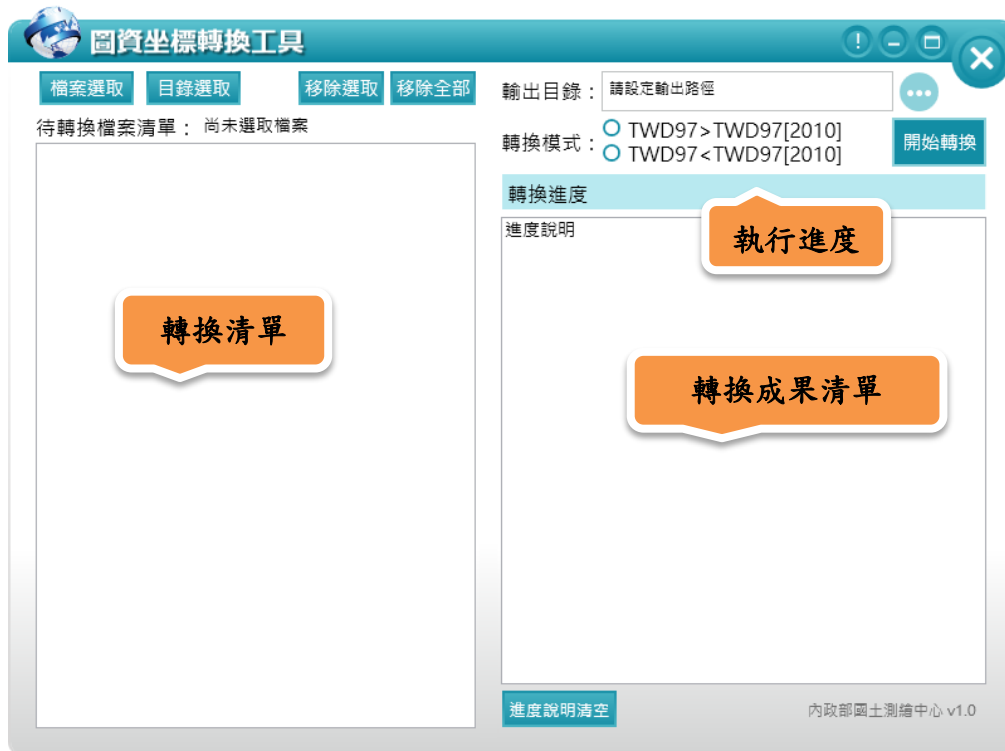 圖資坐標轉換工具
檔案選取 目錄選取 移除選取 移除全部
待轉換檔案清單： 尚未選取檔案
轉換清單
輸出目錄： 請設定輸出路徑
轉換模式： TWD97>TWD97[2010]
TWD97<TWD97[2010]
開始轉換
轉換進度
執行進度
進度說明
轉換成果清單
進度說明清空
內政部國土測繪中心 v1.0